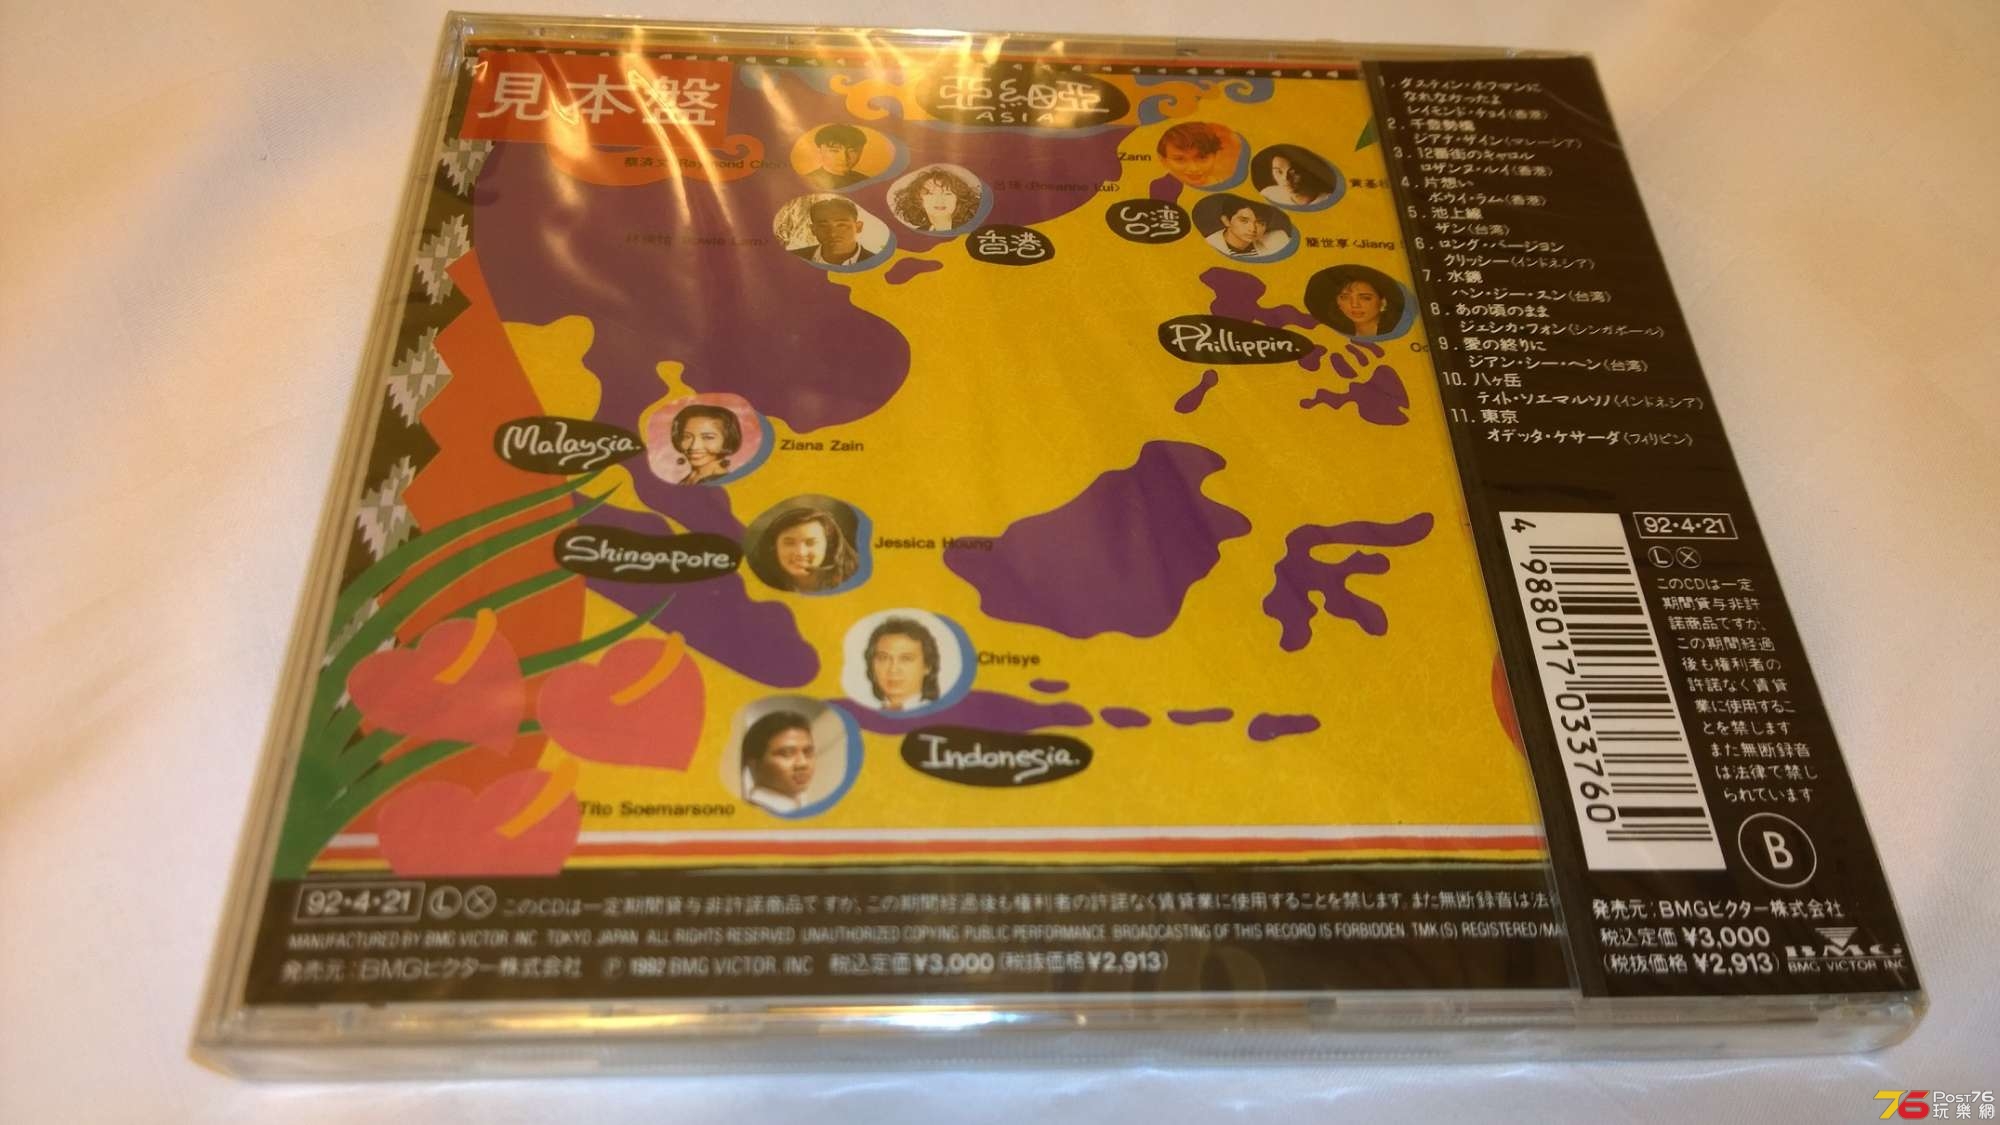 見本盤
亞細亞
ASIA
Raymond Choi
呂珊〈Rosanne Lui〉
〈Bowie Lam〉
香港
Zann
黄基
台湾
簡世享〈Jiang
Phillippin.
Malaysia.
Ziana Zain
Shingapore.
Jessica Houng
Chrisye
Indonesia.
Tito Soemarsono
92・4・21 Ⓛ Ⓧ このCDは一定期間貸与非許諾商品ですが、この期間経過後も権利者の許諾なく賃貸業に使用することを禁じます。また無断録音は法
MANUFACTURED BY BMG VICTOR, INC. TOKYO, JAPAN. ALL RIGHTS RESERVED. UNAUTHORIZED COPYING, PUBLIC PERFORMANCE, BROADCASTING OF THIS RECORD IS FORBIDDEN. TMK(S) REGISTERED/MA
発売元:BMGビクター株式会社 Ⓟ 1992 BMG VICTOR, INC. 税込定価¥3,000(税抜価格¥2,913)
1. ダスティン・ホフマンに
なれなかったよ
レイモンド・チョイ(香港)
2. 千登勢橋
ジアナ・ザイン(マレーシア)
3. 12番街のキャロル
ロザンヌ・ルイ(香港)
4. 片想い
ボウイ・ラム(香港)
5. 池上線
ザン(台湾)
6. ロング・バージョン
クリッシー(インドネシア)
7. 水鏡
ハン・ジー・スン(台湾)
8. あの頃のまま
ジェシカ・フォン(シンガポール)
9. 愛の終りに
ジアン・シー・ヘン(台湾)
10. 八ヶ岳
ティト・ソエマルソノ(インドネシア)
11. 東京
オデッタ・ケサーダ(フィリピン)
4 988017 033760
92・4・21
Ⓛ Ⓧ
このCDは一定
期間貸与非許
諾商品ですが、
この期間経過
後も権利者の
許諾なく賃貸
業に使用するこ
とを禁じます
また無断録音
は法律で禁じ
られています
B
発売元:BMGビクター株式会社
税込定価 ¥3,000
(税抜価格 ¥2,913)
BMG
BMG VICTOR INC
76 Post76
玩樂網